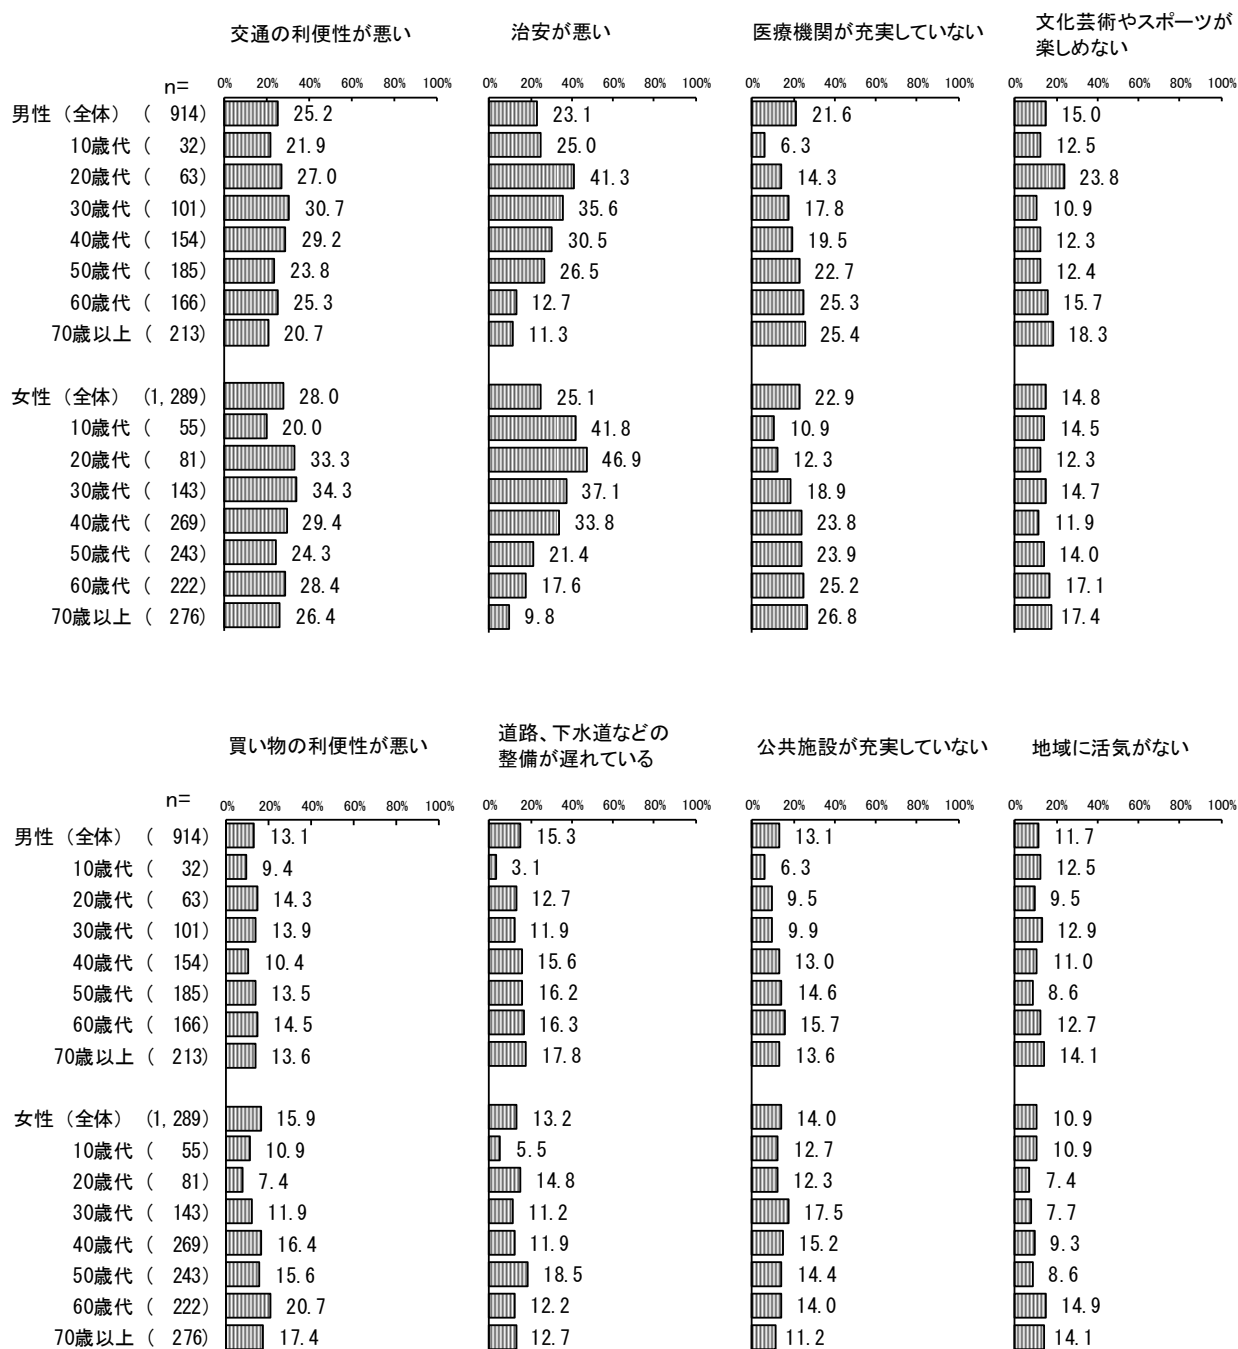 交通の利便性が悪い 治安が悪い 医療機関が充実していない 文化芸術やスポーツが
楽しめない
n= 0% 20% 40% 60% 80% 100% 0% 20% 40% 60% 80% 100% 0% 20% 40% 60% 80% 100% 0% 20% 40% 60% 80% 100%
男性（全体）( 914) 25.2 23.1 21.6 15.0
10歳代 ( 32) 21.9 25.0 6.3 12.5
20歳代 ( 63) 27.0 41.3 14.3 23.8
30歳代 ( 101) 30.7 35.6 17.8 10.9
40歳代 ( 154) 29.2 30.5 19.5 12.3
50歳代 ( 185) 23.8 26.5 22.7 12.4
60歳代 ( 166) 25.3 12.7 25.3 15.7
70歳以上 ( 213) 20.7 11.3 25.4 18.3
女性（全体）(1,289) 28.0 25.1 22.9 14.8
10歳代 ( 55) 20.0 41.8 10.9 14.5
20歳代 ( 81) 33.3 46.9 12.3 12.3
30歳代 ( 143) 34.3 37.1 18.9 14.7
40歳代 ( 269) 29.4 33.8 23.8 11.9
50歳代 ( 243) 24.3 21.4 23.9 14.0
60歳代 ( 222) 28.4 17.6 25.2 17.1
70歳以上 ( 276) 26.4 9.8 26.8 17.4
買い物の利便性が悪い 道路、下水道などの
整備が遅れている 公共施設が充実していない 地域に活気がない
n= 0% 20% 40% 60% 80% 100% 0% 20% 40% 60% 80% 100% 0% 20% 40% 60% 80% 100% 0% 20% 40% 60% 80% 100%
男性（全体）( 914) 13.1 15.3 13.1 11.7
10歳代 ( 32) 9.4 3.1 6.3 12.5
20歳代 ( 63) 14.3 12.7 9.5 9.5
30歳代 ( 101) 13.9 11.9 9.9 12.9
40歳代 ( 154) 10.4 15.6 13.0 11.0
50歳代 ( 185) 13.5 16.2 14.6 8.6
60歳代 ( 166) 14.5 16.3 15.7 12.7
70歳以上 ( 213) 13.6 17.8 13.6 14.1
女性（全体）(1,289) 15.9 13.2 14.0 10.9
10歳代 ( 55) 10.9 5.5 12.7 10.9
20歳代 ( 81) 7.4 14.8 12.3 7.4
30歳代 ( 143) 11.9 11.2 17.5 7.7
40歳代 ( 269) 16.4 11.9 15.2 9.3
50歳代 ( 243) 15.6 18.5 14.4 8.6
60歳代 ( 222) 20.7 12.2 14.0 14.9
70歳以上 ( 276) 17.4 12.7 11.2 14.1